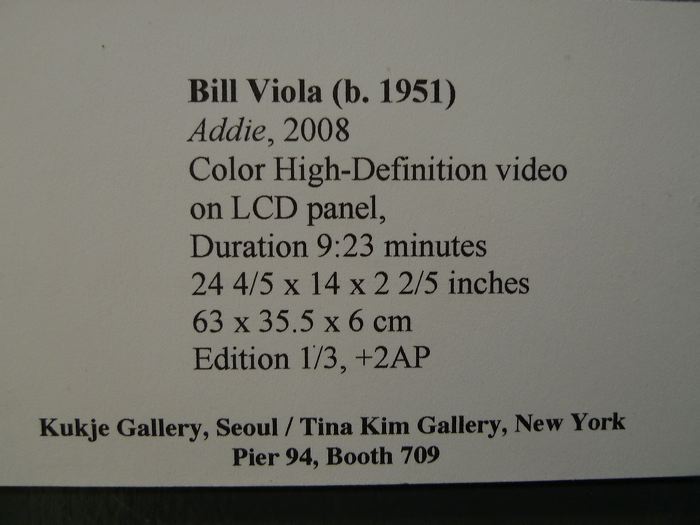 Bill Viola (b. 1951)
Addie, 2008
Color High-Definition video
on LCD panel,
Duration 9:23 minutes
24 4/5 x 14 x 2 2/5 inches
63 x 35.5 x 6 cm
Edition 1/3, +2AP
Kukje Gallery, Seoul / Tina Kim Gallery, New York
Pier 94, Booth 709